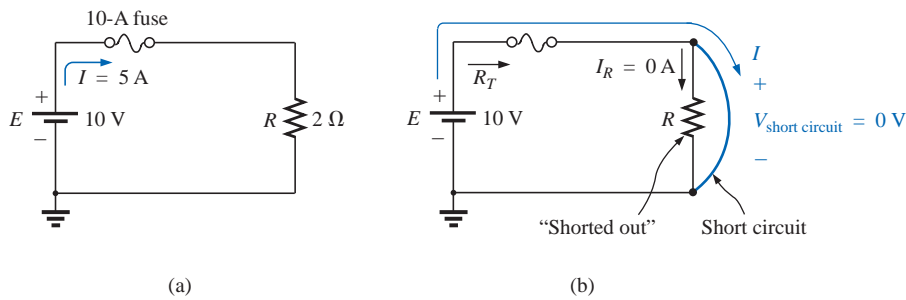 10-A fuse
I = 5 A
+
E
10 V
–
R
2 Ω
(a)
R_T
I_R = 0 A
I
+
+
E
10 V
–
R
V_short circuit = 0 V
–
“Shorted out”
Short circuit
(b)